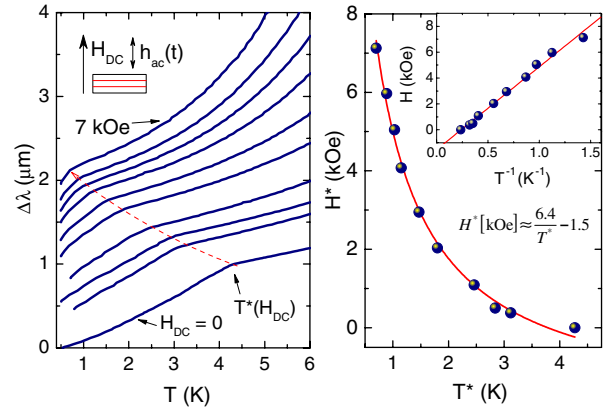 H_DC h_ac(t)
7 kOe
T*(H_DC)
H_DC = 0
Δλ (μm)
4
3
2
1
0
1 2 3 4 5 6
T (K)
H* (kOe)
8
6
4
2
0
1 2 3 4
T* (K)
H (kOe)
8
6
4
2
0
0.0 0.5 1.0 1.5
T⁻¹(K⁻¹)
H*[kOe]≈6.4/T*−1.5